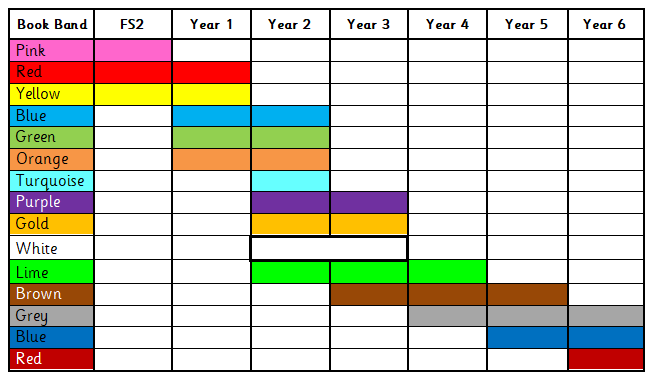 Book Band FS2 Year 1 Year 2 Year 3 Year 4 Year 5 Year 6
Pink
Red
Yellow
Blue
Green
Orange
Turquoise
Purple
Gold
White
Lime
Brown
Grey
Blue
Red